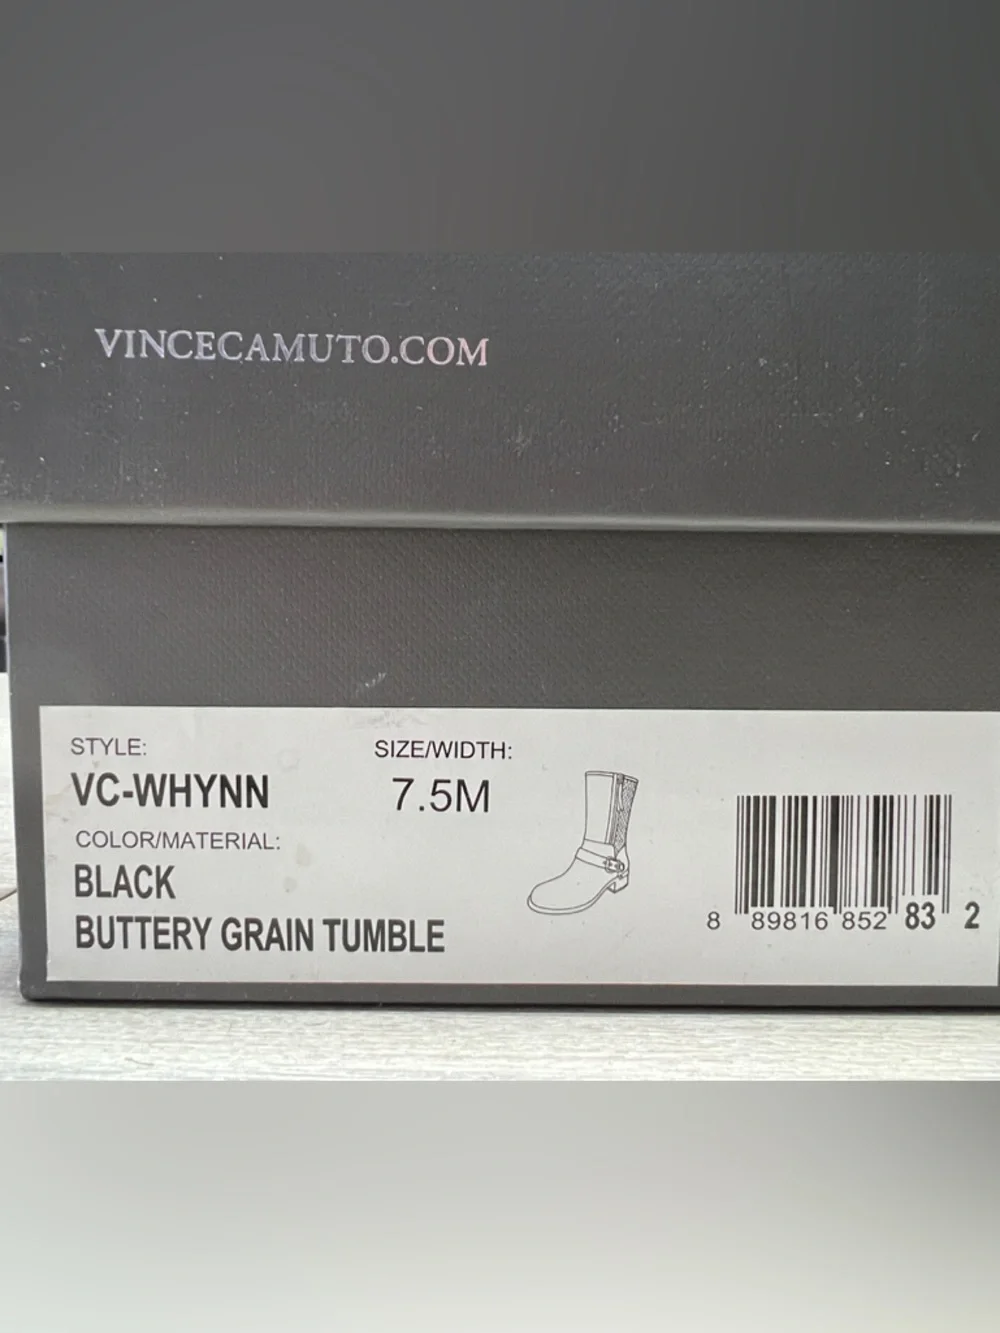 VINCECAMUTO.COM
STYLE:
VC-WHYNN
SIZE/WIDTH:
7.5M
COLOR/MATERIAL:
BLACK
BUTTERY GRAIN TUMBLE
8 89816 852 83 2